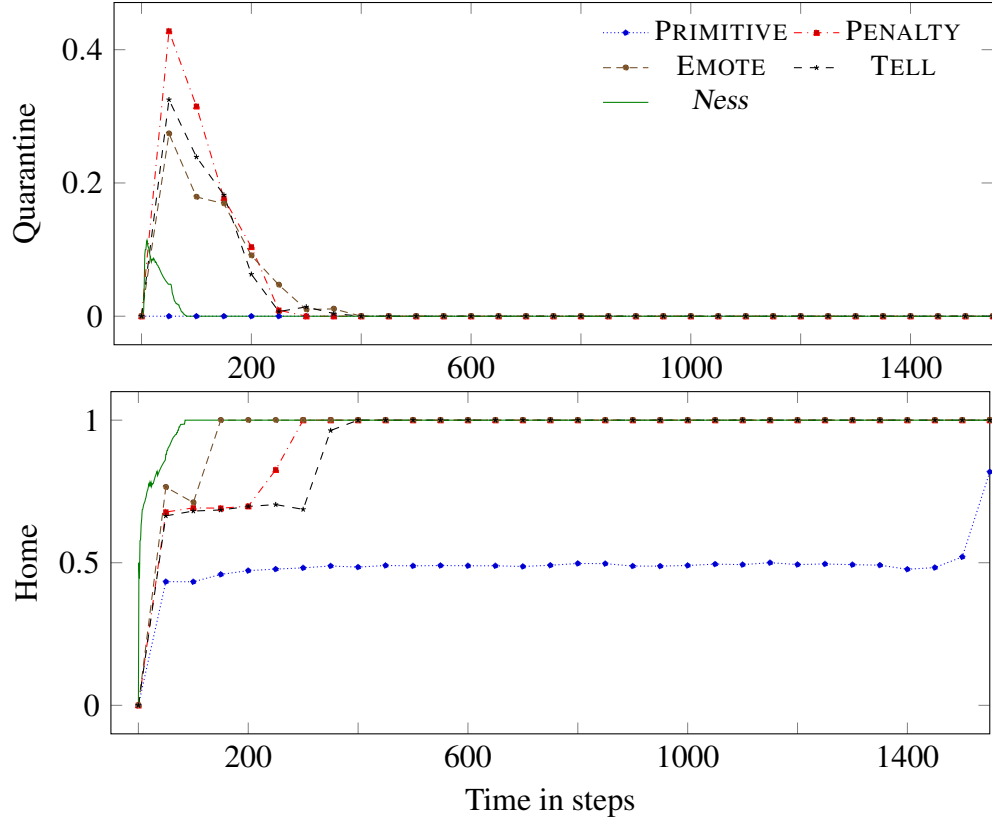 0.4
0.2
0
Quarantine
PRIMITIVE PENALTY
EMOTE TELL
Ness
200 600 1000 1400
1
0.5
0
Home
200 600 1000 1400
Time in steps